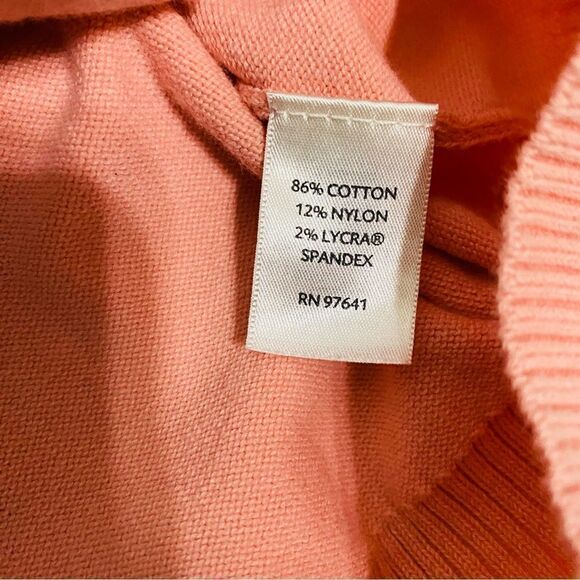 86% COTTON
12% NYLON
2% LYCRA®
SPANDEX
RN 97641